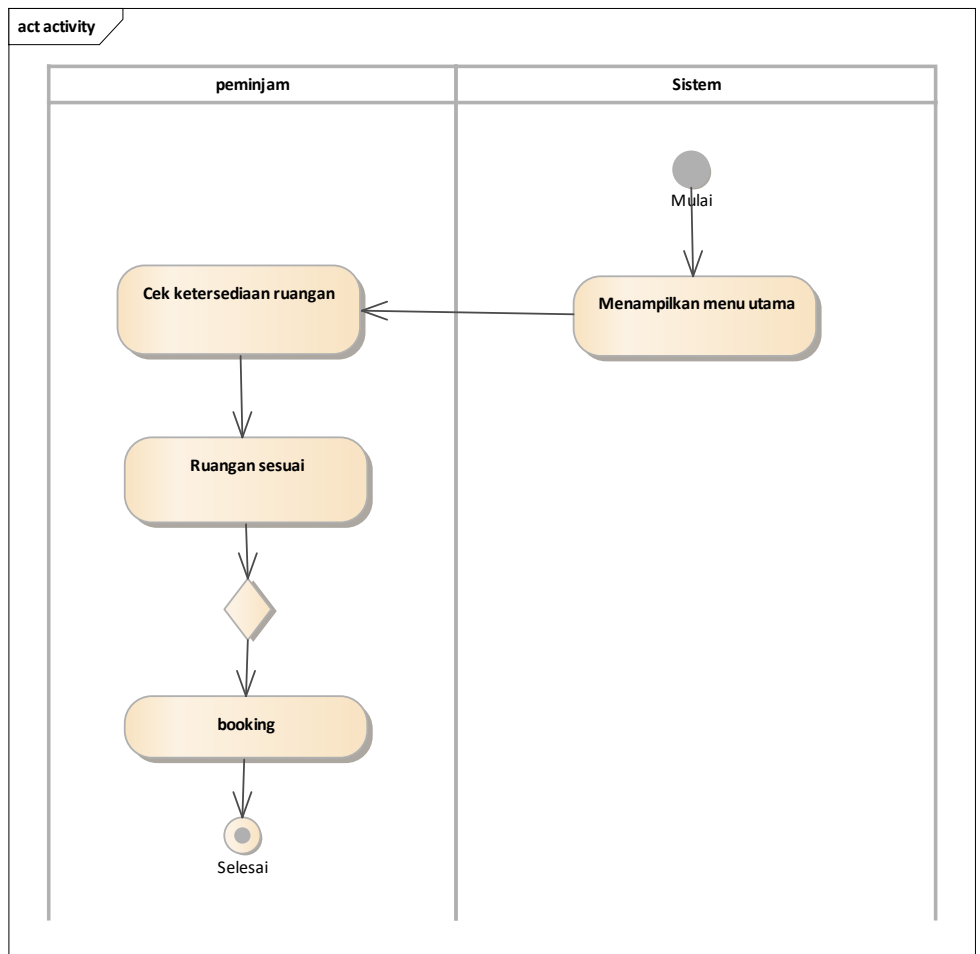 act activity
peminjam
Sistem
Mulai
Cek ketersediaan ruangan
Menampilkan menu utama
Ruangan sesuai
booking
Selesai